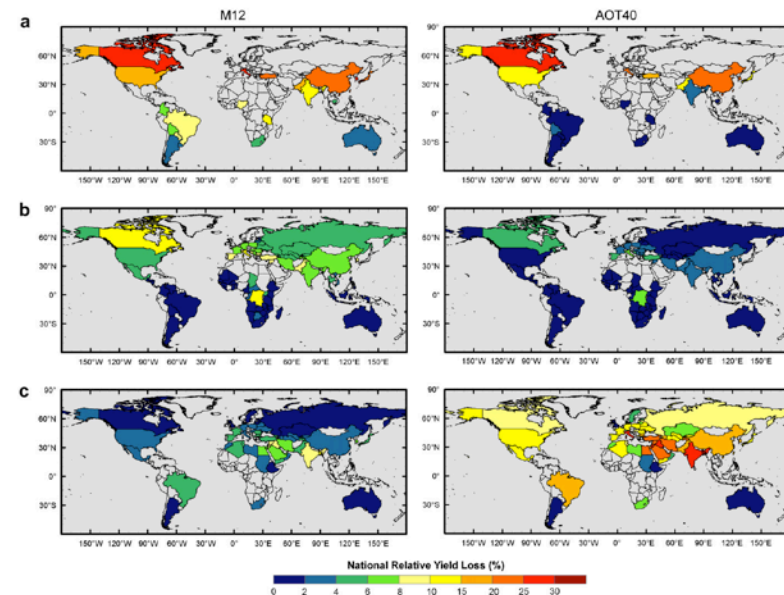 M12 AOT40
a
90° 90°
60°N 60°N
30°N 30°N
0° 0°
30°S 30°S
150°W 120°W 90°W 60°W 30°W 0° 30°E 60°E 90°E 120°E 150°E 150°W 120°W 90°W 60°W 30°W 0° 30°E 60°E 90°E 120°E 150°E
b
90° 90°
60°N 60°N
30°N 30°N
0° 0°
30°S 30°S
150°W 120°W 90°W 60°W 30°W 0° 30°E 60°E 90°E 120°E 150°E 150°W 120°W 90°W 60°W 30°W 0° 30°E 60°E 90°E 120°E 150°E
c
90° 90°
60°N 60°N
30°N 30°N
0° 0°
30°S 30°S
150°W 120°W 90°W 60°W 30°W 0° 30°E 60°E 90°E 120°E 150°E 150°W 120°W 90°W 60°W 30°W 0° 30°E 60°E 90°E 120°E 150°E
National Relative Yield Loss (%)
0 2 4 6 8 10 15 20 25 30